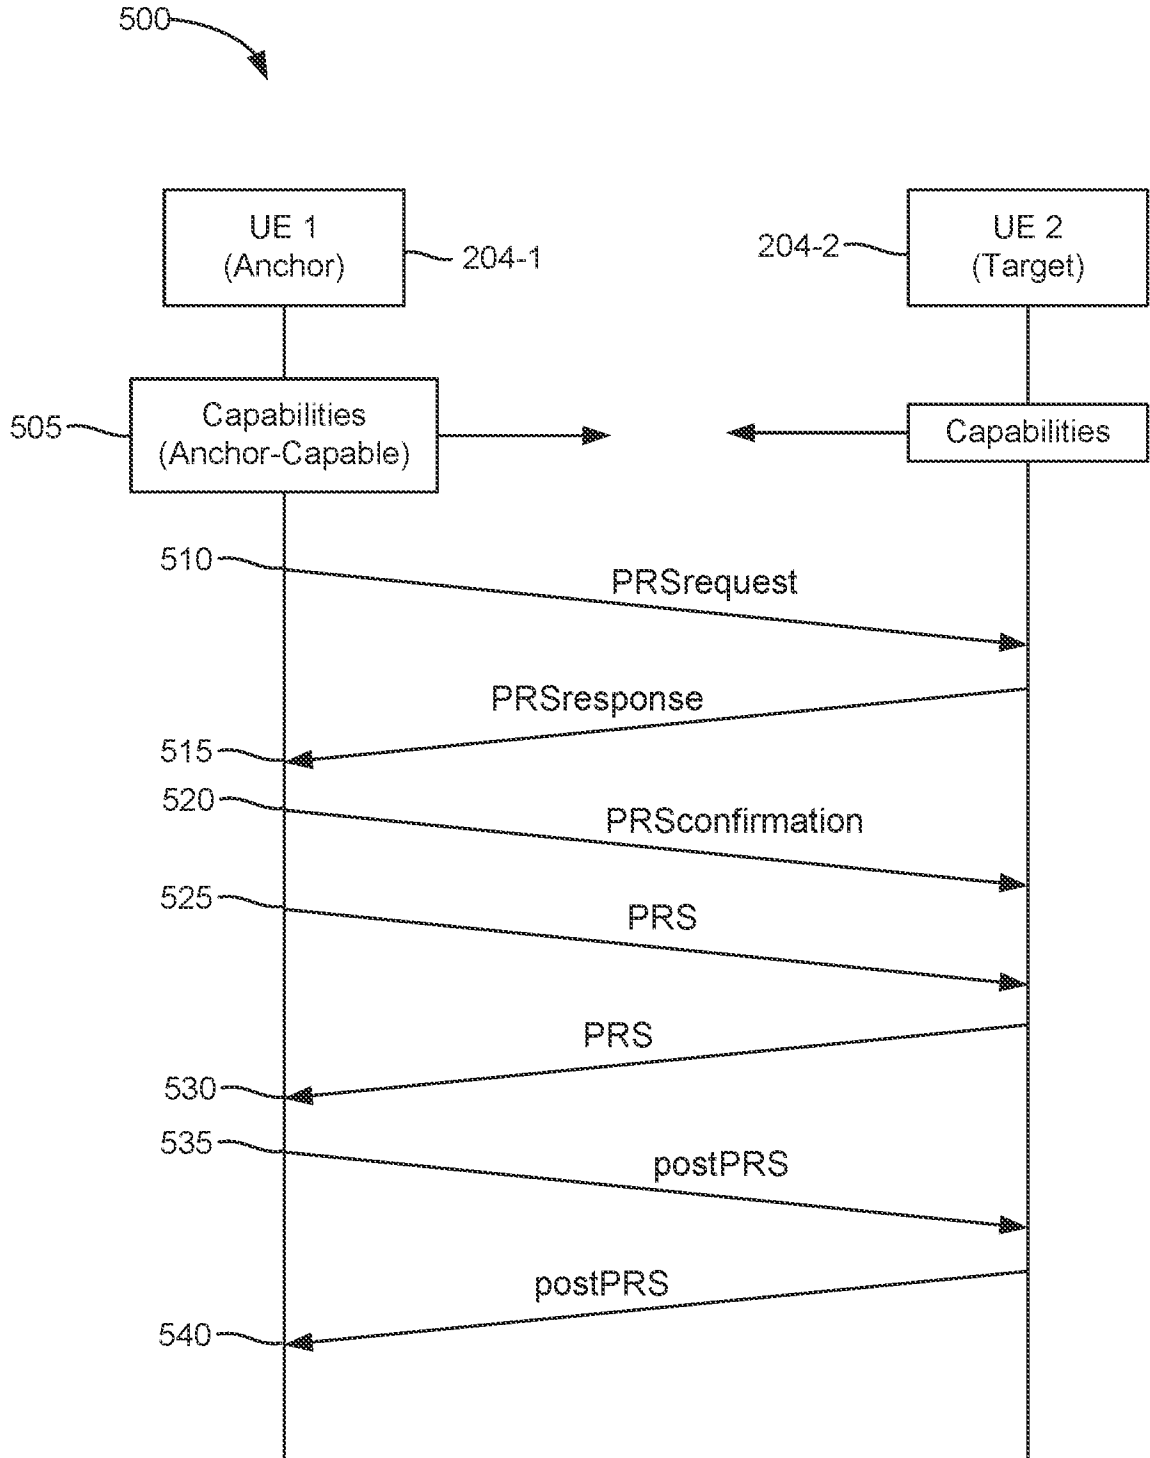 500
UE 1
(Anchor)
204-1
204-2
UE 2
(Target)
505
Capabilities
(Anchor-Capable)
Capabilities
510
PRSrequest
PRSresponse
515
520
PRSconfirmation
525
PRS
PRS
530
535
postPRS
postPRS
540